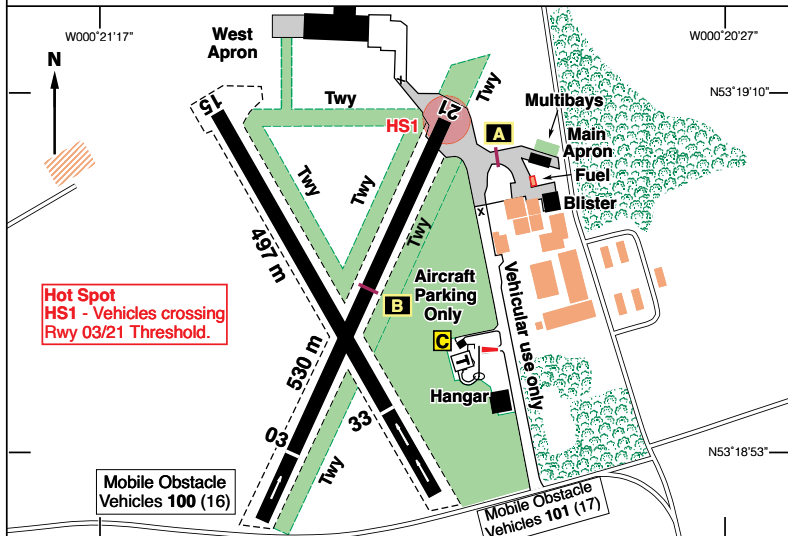 W000°21'17"
W000°20'27"
West
Apron
N
N53°19'10"
Twy
Twy
15
21
HS1
A
Multibays
Main
Apron
Fuel
Blister
Twy
Twy
Twy
497 m
Hot Spot
HS1 - Vehicles crossing
Rwy 03/21 Threshold.
B
Aircraft
Parking
Only
Vehicular use only
C
T
530 m
Hangar
33
03
Twy
N53°18'53"
Mobile Obstacle
Vehicles 100 (16)
Mobile Obstacle
Vehicles 101 (17)
x
x